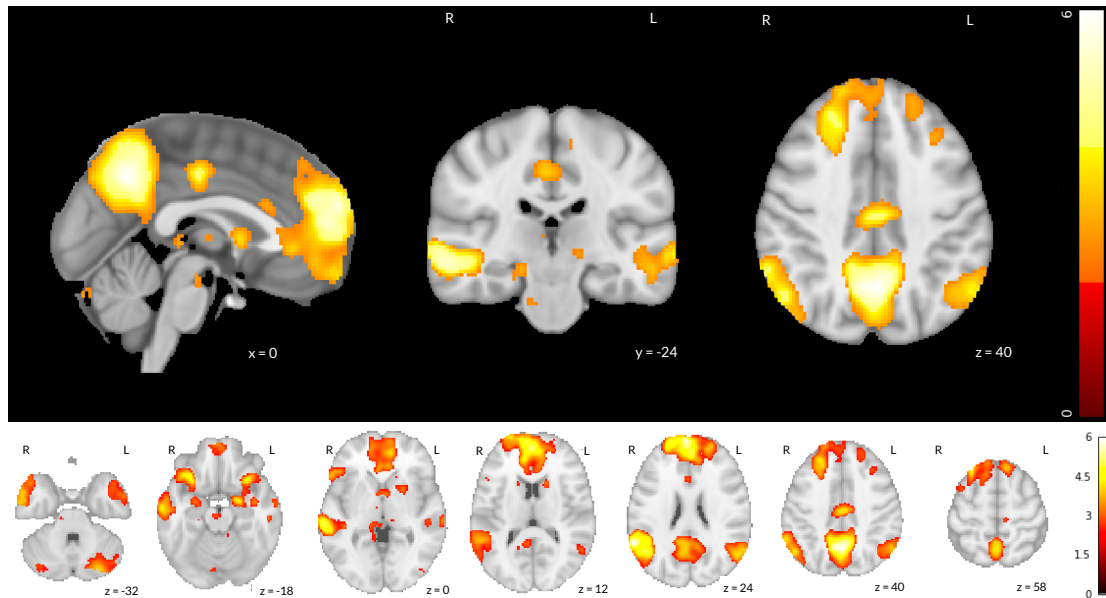 R L R L 6
x = 0 y = -24 z = 40
0
R L R L R L R L R L R L R L 6
4.5
3
1.5
z = -32 z = -18 z = 0 z = 12 z = 24 z = 40 z = 58 0